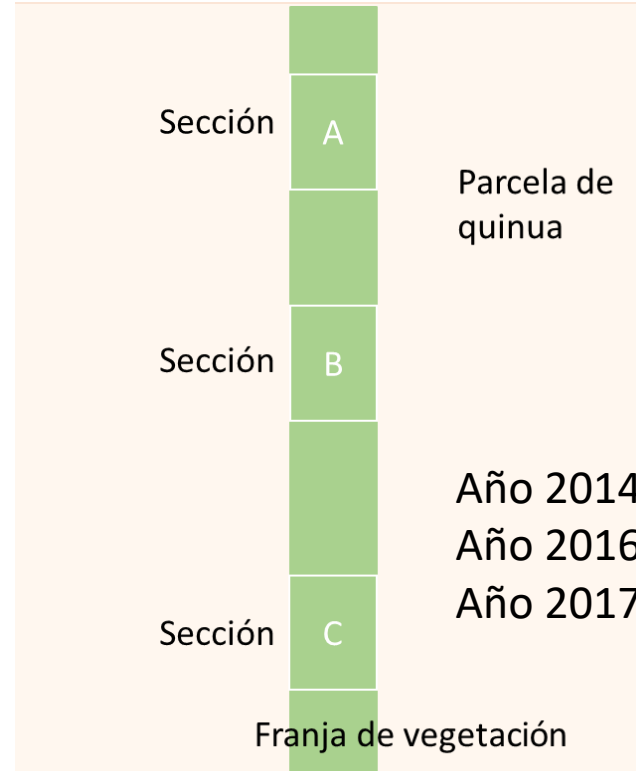 Sección
A
Parcela de
quinua
Sección
B
Año 2014
Año 2016
Año 2017
Sección
C
Franja de vegetación